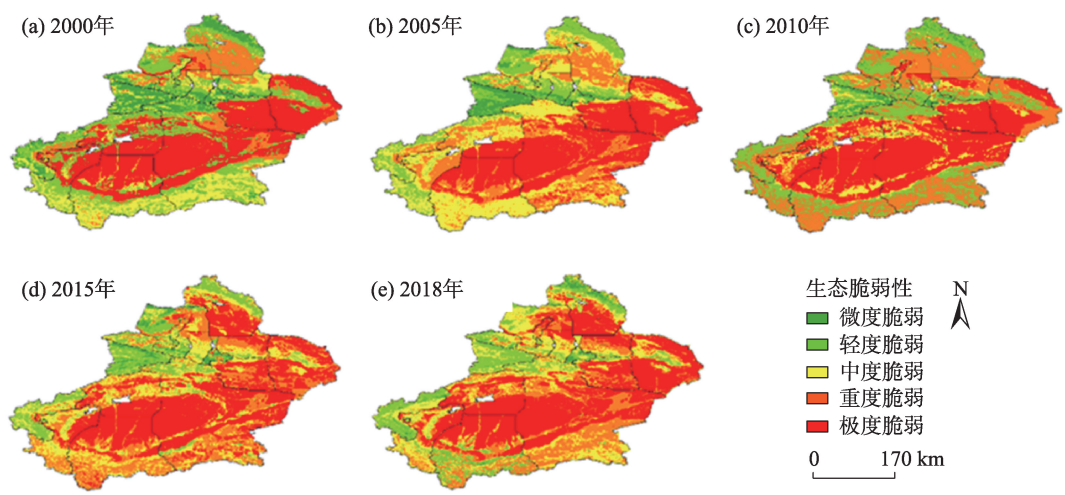 (a) 2000年
(b) 2005年
(c) 2010年
(d) 2015年
(e) 2018年
生态脆弱性
N
微度脆弱
轻度脆弱
中度脆弱
重度脆弱
极度脆弱
0 170 km